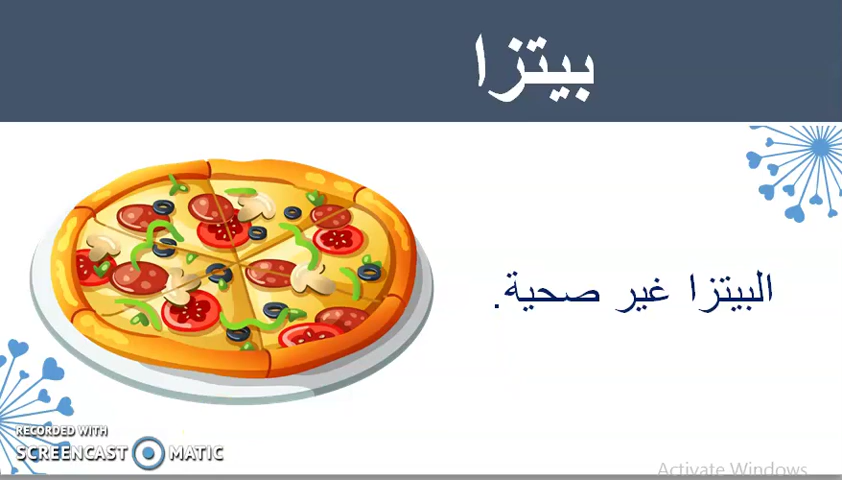 بيتزا
البيتزا غير صحية.
RECORDED WITH
SCREENCAST MATIC
Activate Windows